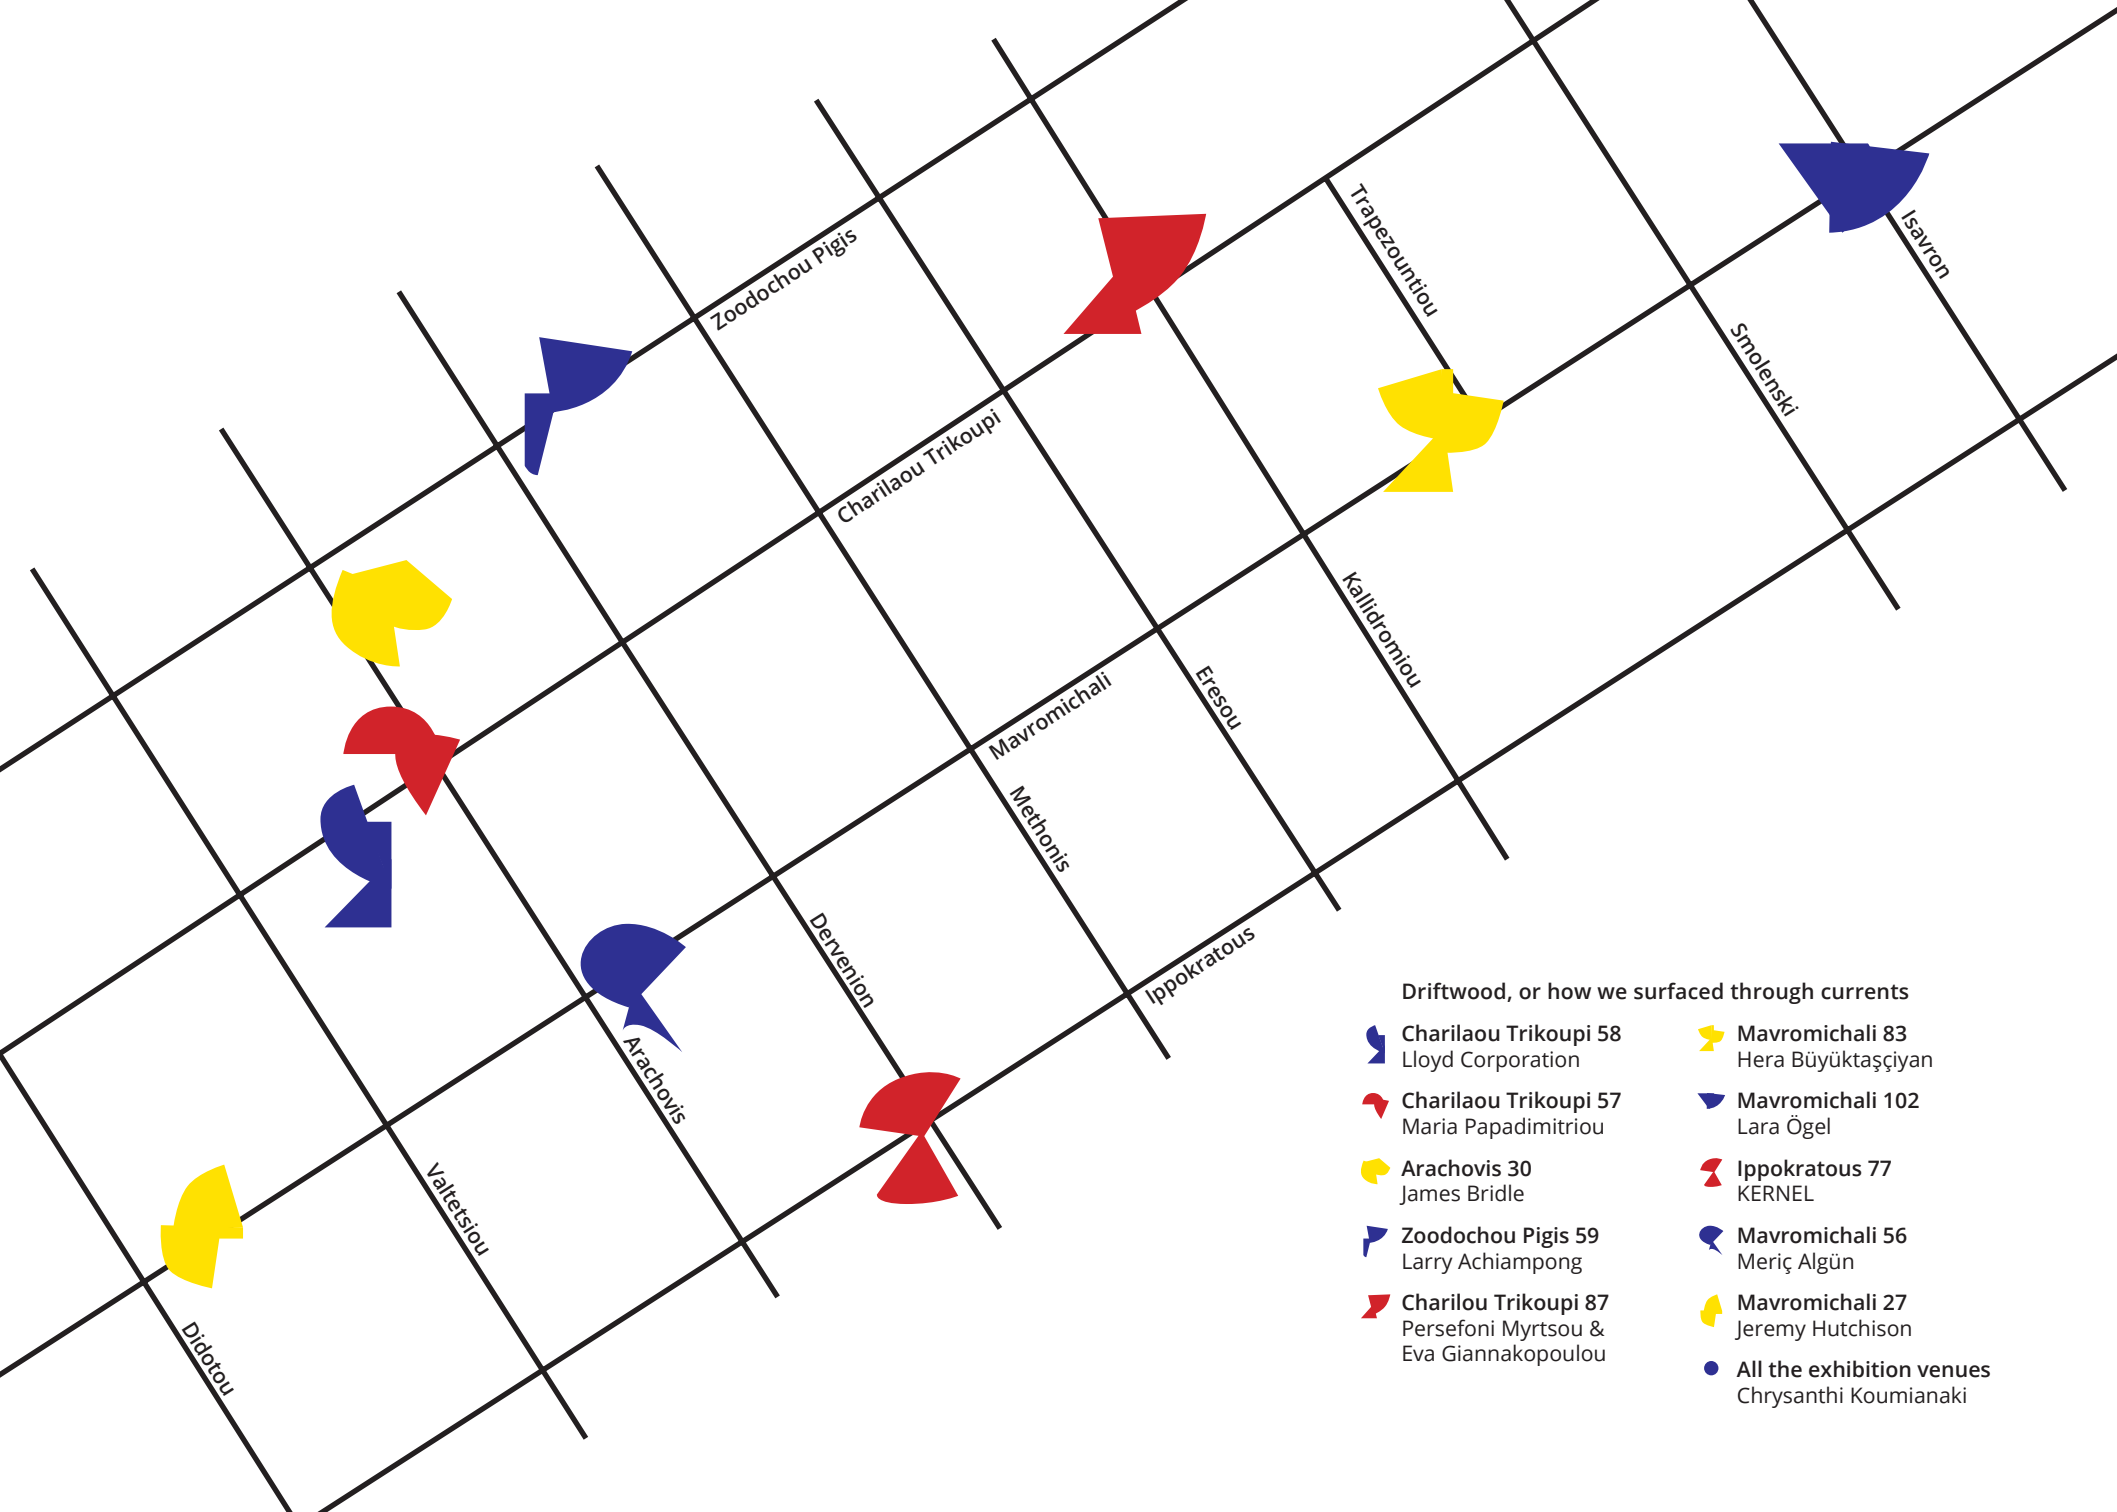 Zoodochou Pigis
Charilaou Trikoupi
Mavromichali
Ippokratous
Trapezountiou
Isavron
Smolenski
Kallidromiou
Eresou
Methonis
Dervenion
Arachovis
Valtetsiou
Didotou
Driftwood, or how we surfaced through currents
Charilaou Trikoupi 58
Lloyd Corporation
Charilaou Trikoupi 57
Maria Papadimitriou
Arachovis 30
James Bridle
Zoodochou Pigis 59
Larry Achiampong
Charilou Trikoupi 87
Persefoni Myrtsou &
Eva Giannakopoulou
Mavromichali 83
Hera Büyüktaşçiyan
Mavromichali 102
Lara Ögel
Ippokratous 77
KERNEL
Mavromichali 56
Meriç Algün
Mavromichali 27
Jeremy Hutchison
All the exhibition venues
Chrysanthi Koumianaki